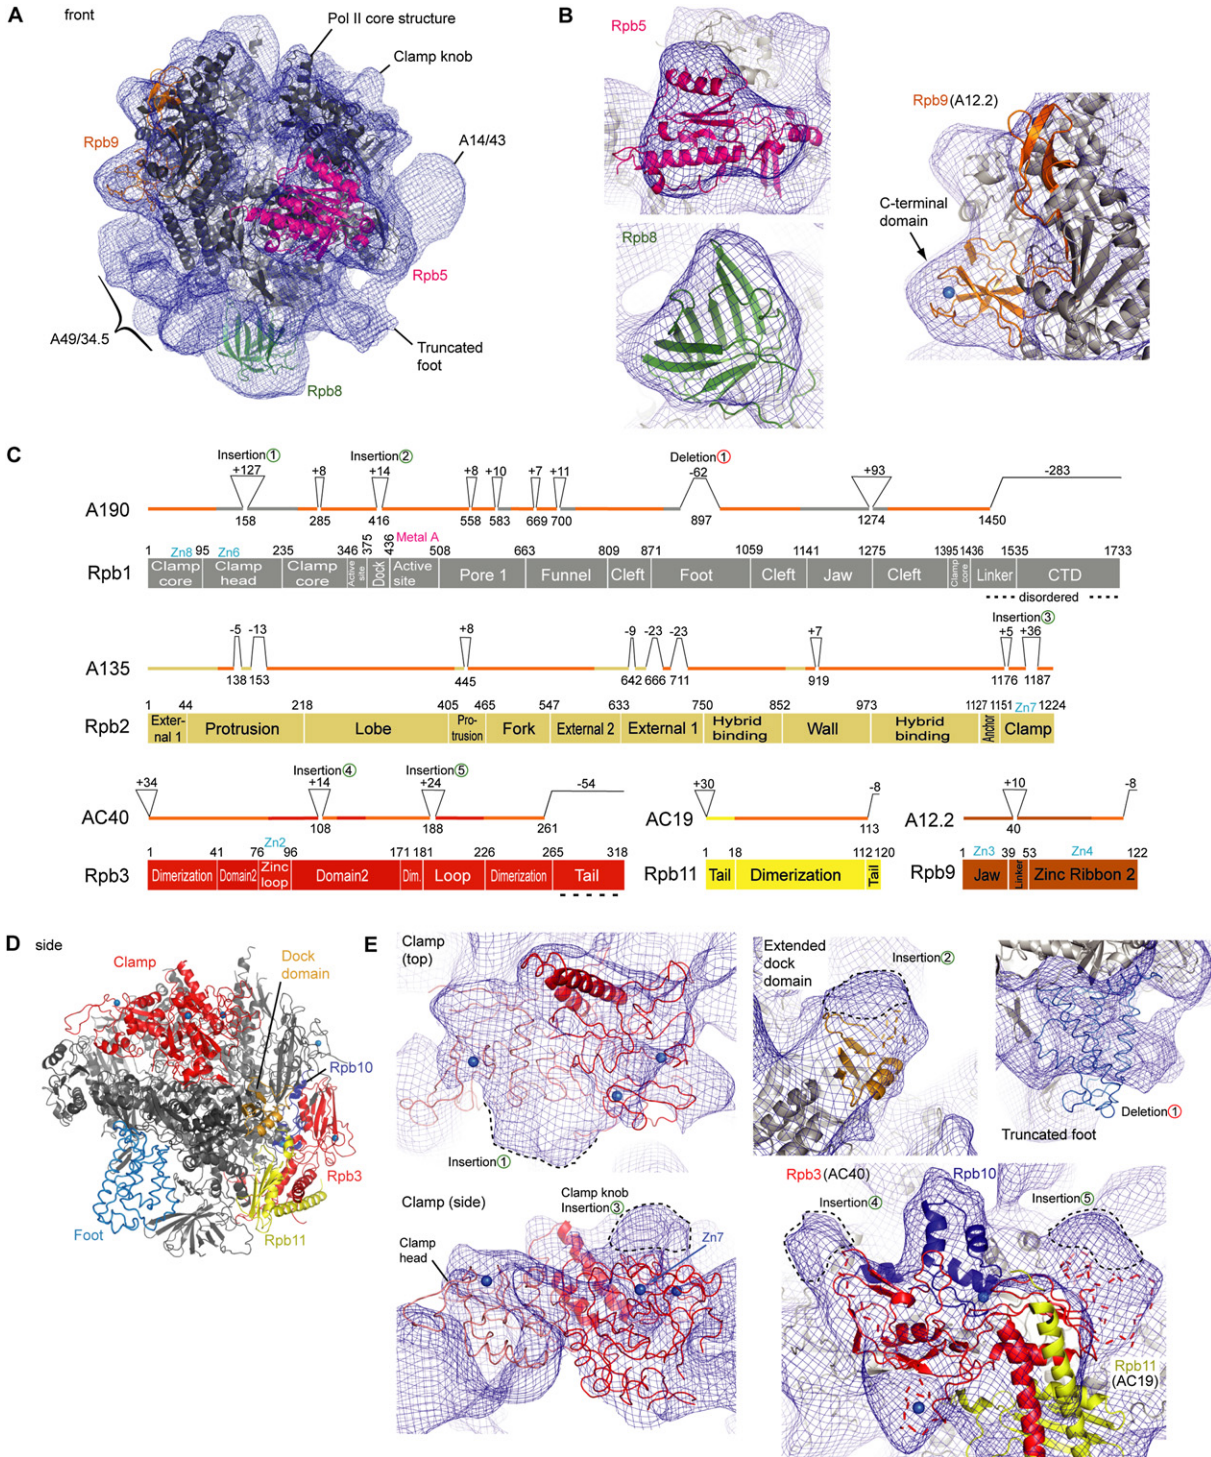 A
front
Pol II core structure
Clamp knob
A14/43
Rpb9
Rpb5
A49/34.5
Truncated
foot
Rpb8
B
Rpb5
Rpb8
Rpb9 (A12.2)
C-terminal
domain
C
Insertion 1
Insertion 2
Deletion 1
+127 +8 +14 +8 +10 +7 +11 -62 +93 -283
A190
158 285 416 558 583 669 700 897 1274 1450
Metal A
1 Zn8 95 Zn6 235 346 375 436 508 663 809 871 1059 1141 1275 1395 1436 1535 1733
Rpb1
Clamp core
Clamp head
Clamp core
Active site
Dock
Active site
Pore 1
Funnel
Cleft
Foot
Cleft
Jaw
Cleft
Clamp core
Linker
CTD
disordered
Insertion 3
-5 -13 +8 -9 -23 -23 +7 +5 +36
A135
138 153 445 642 666 711 919 1176 1187
1 44 218 405 465 547 633 750 852 973 1127 1151 Zn7 1224
Rpb2
Exter-
nal 1
Protrusion
Lobe
Pro-
trusion
Fork
External 2
External 1
Hybrid
binding
Wall
Hybrid
binding
Anchor
Clamp
Insertion 4
Insertion 5
+34 +14 +24 -54
AC40
108 188 261
Zn2
1 41 76 96 171 181 226 265 318
Rpb3
Dimerization
Domain2
Zinc
loop
Domain2
Dim.
Loop
Dimerization
Tail
+30 -8
AC19
113
1 18 112 120
Rpb11
Tail
Dimerization
Tail
+10 -8
A12.2
40
1 Zn3 39 53 Zn4 122
Rpb9
Jaw
Linker
Zinc Ribbon 2
D
side
Clamp
Dock
domain
Rpb10
Rpb3
Foot
Rpb11
E
Clamp
(top)
Insertion 1
Extended
dock
domain
Insertion 2
Deletion 1
Truncated foot
Clamp (side)
Clamp knob
Insertion 3
Zn7
Clamp
head
Rpb3 (AC40)
Rpb10
Insertion 4
Insertion 5
Rpb11
(AC19)